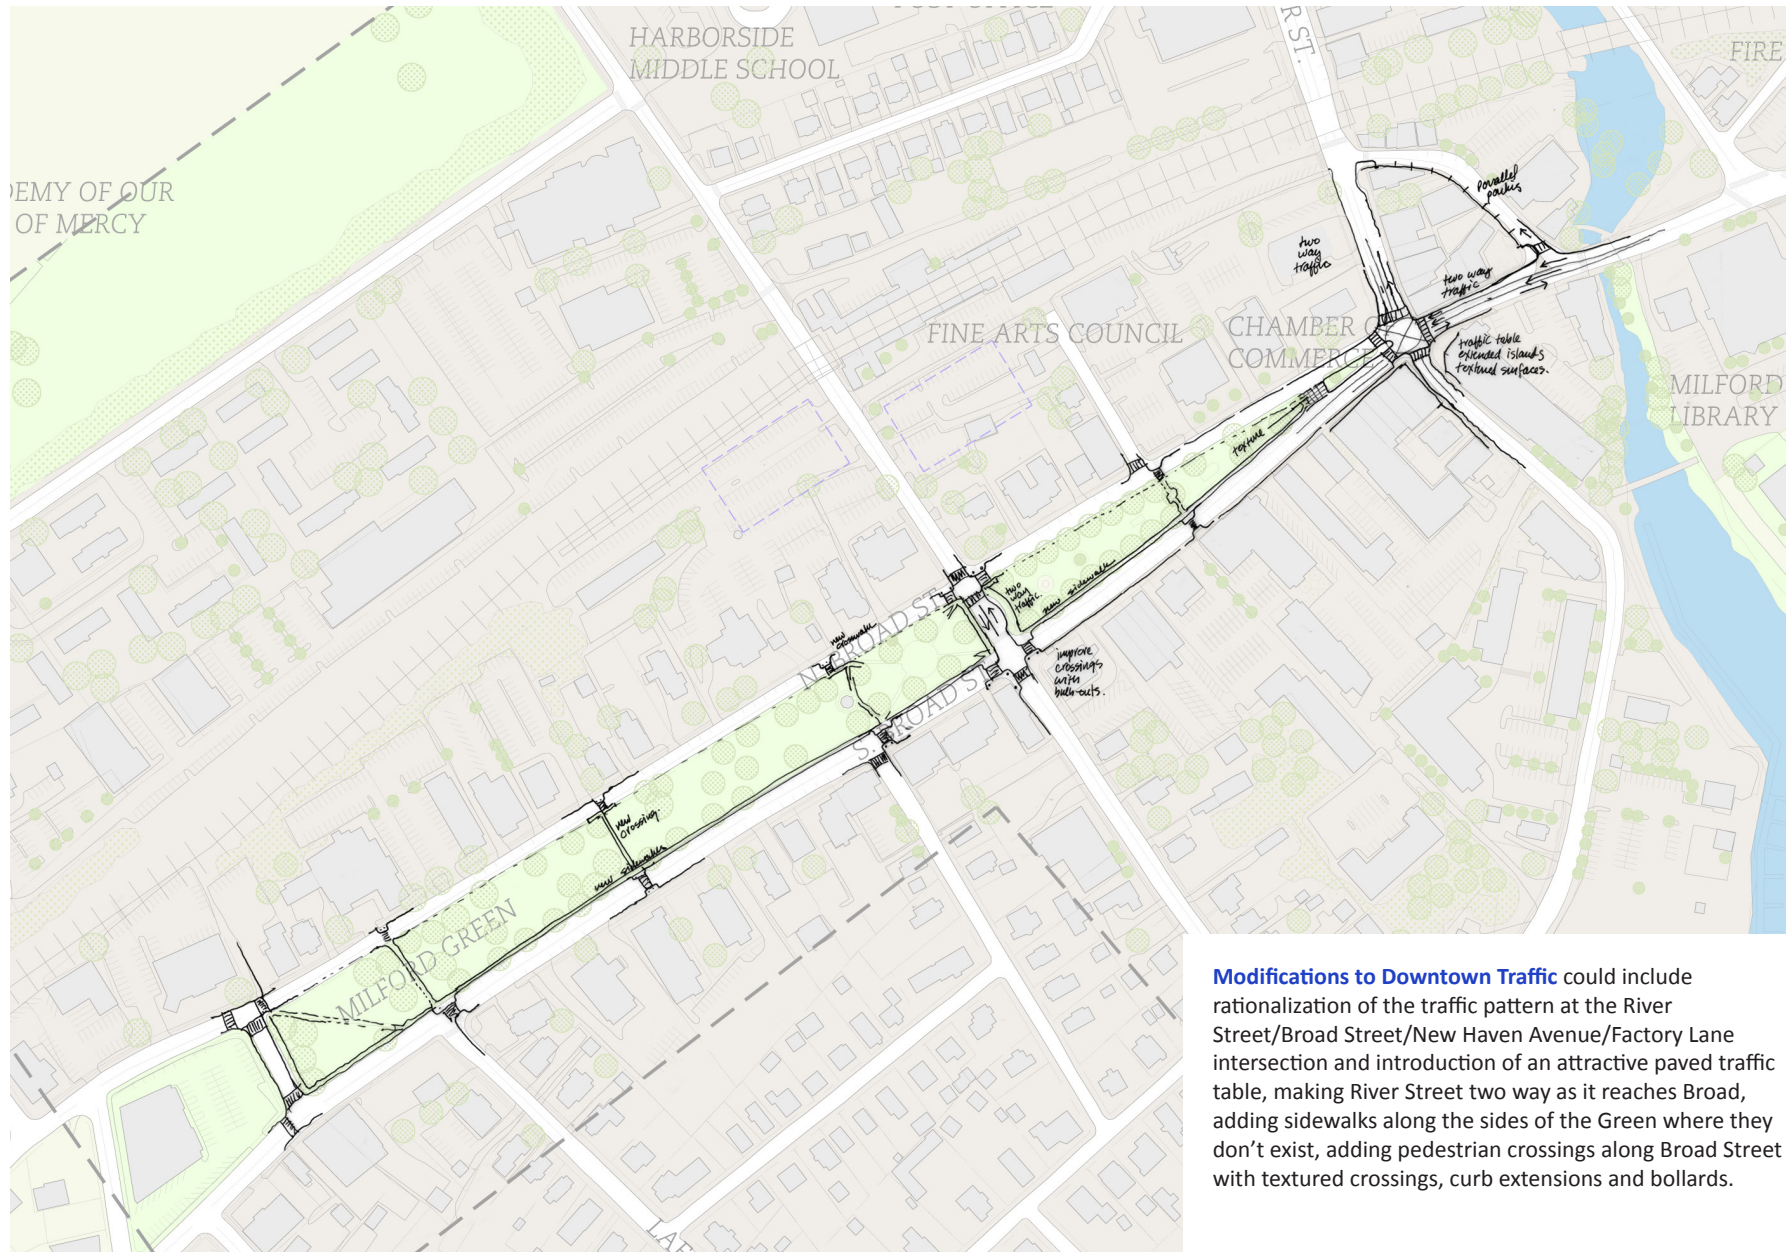 HARBORSIDE
MIDDLE SCHOOL
R ST.
FIRE
DEMY OF OUR
OF MERCY
parallel
two
way
traffic
two way
traffic
FINE ARTS COUNCIL
CHAMBER OF
COMMERCE
traffic table
extended islands
textured surfaces.
MILFORD
LIBRARY
texture
two
way
traffic.
new sidewalk
new
crosswalk
N. BROAD ST.
improve
crossings
with
bulb-outs.
S. BROAD ST.
new
crossing.
new sidewalks
MILFORD GREEN
Modifications to Downtown Traffic could include
rationalization of the traffic pattern at the River
Street/Broad Street/New Haven Avenue/Factory Lane
intersection and introduction of an attractive paved traffic
table, making River Street two way as it reaches Broad,
adding sidewalks along the sides of the Green where they
don't exist, adding pedestrian crossings along Broad Street
with textured crossings, curb extensions and bollards.